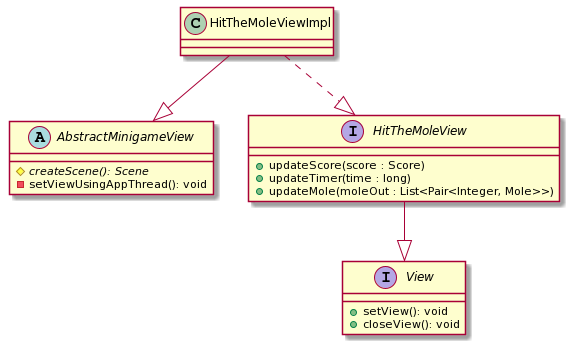 C HitTheMoleViewImpl
A AbstractMinigameView
createScene(): Scene
setViewUsingAppThread(): void
I HitTheMoleView
updateScore(score : Score)
updateTimer(time : long)
updateMole(moleOut : List<Pair<Integer, Mole>>)
I View
setView(): void
closeView(): void